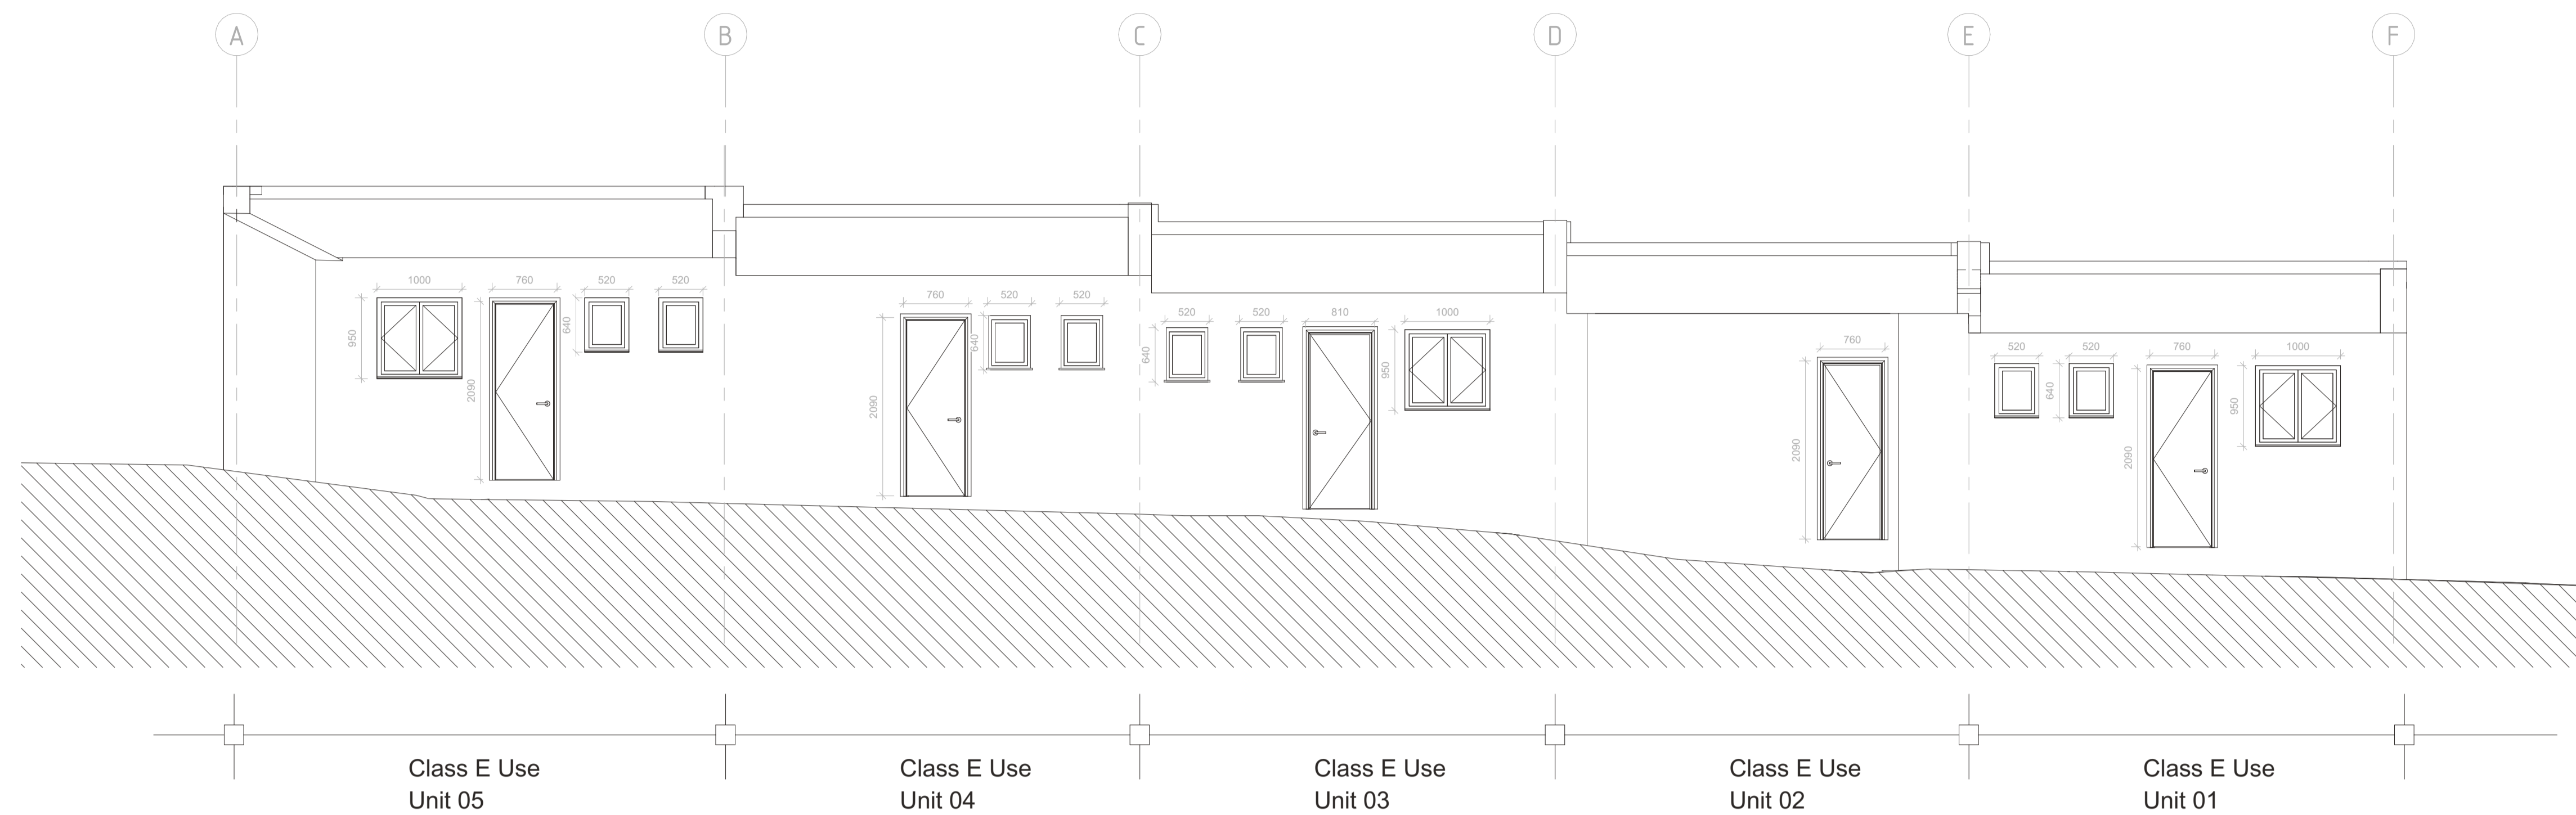 A B C D E F
1000 760 520 520
950
2090
640
760 520 520
2090
640
520 520 810 1000
640
950
760
2090
520 520 760 1000
640
2090
950
Class E Use
Unit 05
Class E Use
Unit 04
Class E Use
Unit 03
Class E Use
Unit 02
Class E Use
Unit 01